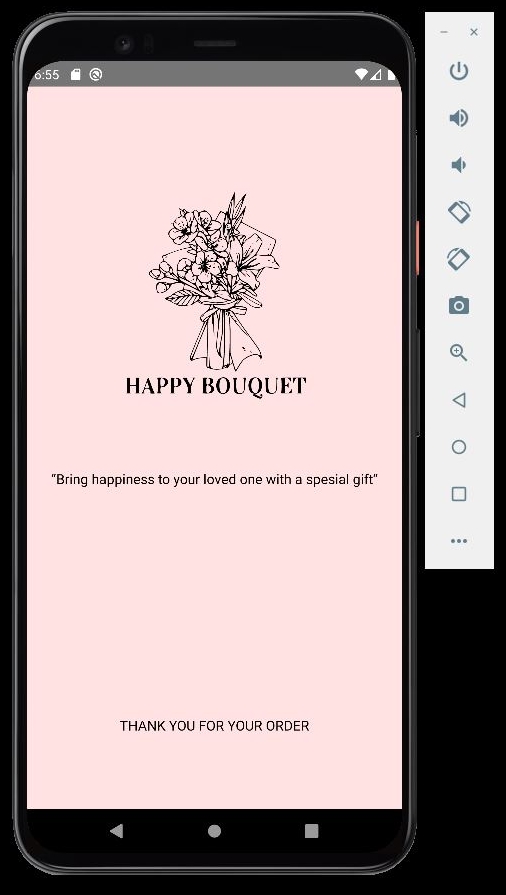 6:55
HAPPY BOUQUET
“Bring happiness to your loved one with a spesial gift”
THANK YOU FOR YOUR ORDER